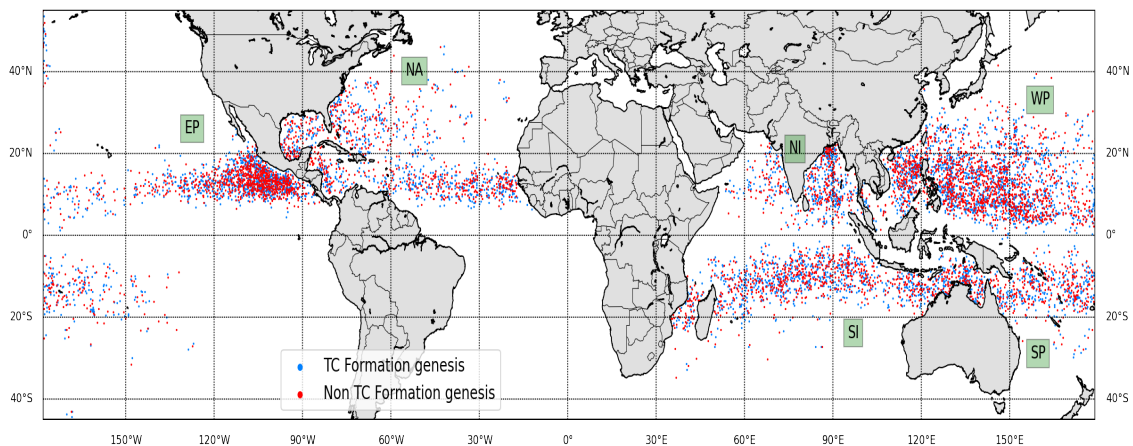 40°N
NA
40°N
WP
EP
NI
20°N
20°N
0°
0°
20°S
SI
20°S
SP
TC Formation genesis
Non TC Formation genesis
40°S
40°S
150°W 120°W 90°W 60°W 30°W 0° 30°E 60°E 90°E 120°E 150°E